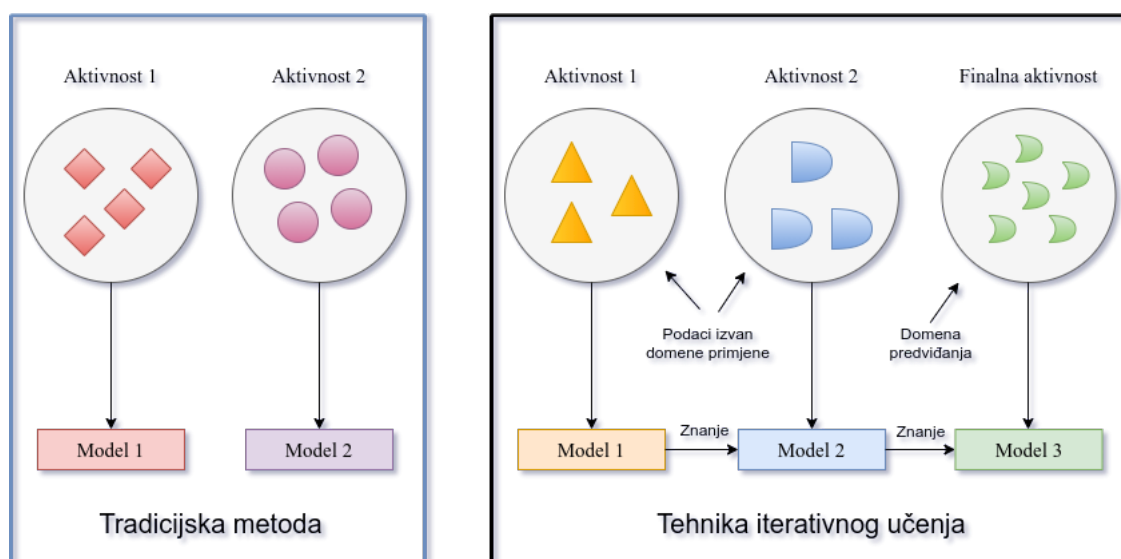 Aktivnost 1
Aktivnost 2
Model 1
Model 2
Tradicijska metoda
Aktivnost 1
Aktivnost 2
Finalna aktivnost
Podaci izvan
domene primjene
Domena
predviđanja
Znanje
Znanje
Model 1
Model 2
Model 3
Tehnika iterativnog učenja